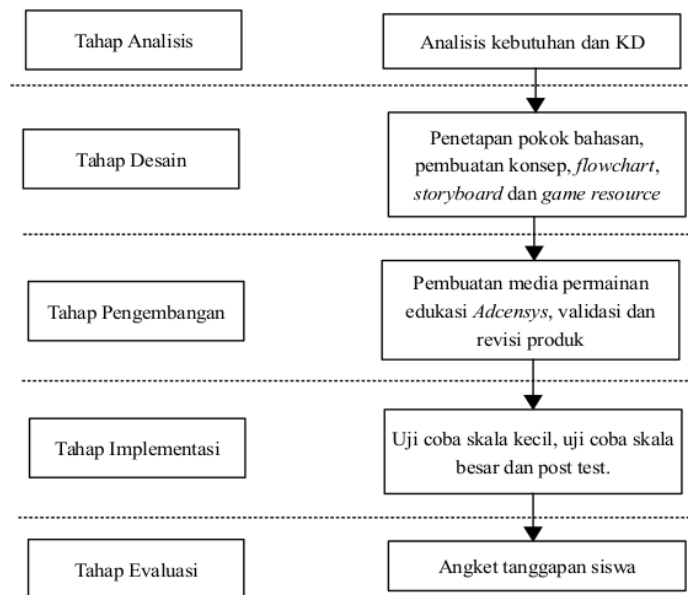 Tahap Analisis
Analisis kebutuhan dan KD
Tahap Desain
Penetapan pokok bahasan,
pembuatan konsep, flowchart,
storyboard dan game resource
Tahap Pengembangan
Pembuatan media permainan
edukasi Adcensys, validasi dan
revisi produk
Tahap Implementasi
Uji coba skala kecil, uji coba skala
besar dan post test.
Tahap Evaluasi
Angket tanggapan siswa